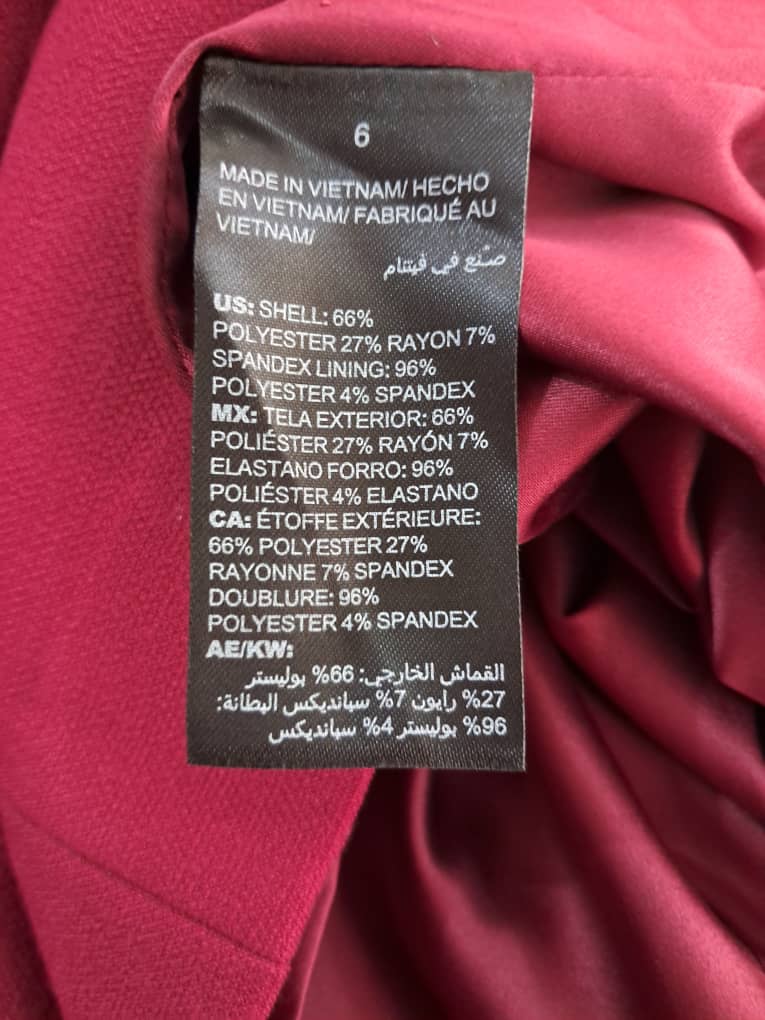 6
MADE IN VIETNAM/ HECHO
EN VIETNAM/ FABRIQUÉ AU
VIETNAM/
صُنع في فيتنام
US: SHELL: 66%
POLYESTER 27% RAYON 7%
SPANDEX LINING: 96%
POLYESTER 4% SPANDEX
MX: TELA EXTERIOR: 66%
POLIÉSTER 27% RAYÓN 7%
ELASTANO FORRO: 96%
POLIÉSTER 4% ELASTANO
CA: ÉTOFFE EXTÉRIEURE:
66% POLYESTER 27%
RAYONNE 7% SPANDEX
DOUBLURE: 96%
POLYESTER 4% SPANDEX
AE/KW:
القماش الخارجي: 66% بوليستر
27% رايون 7% سبانديكس البطانة:
96% بوليستر 4% سبانديكس